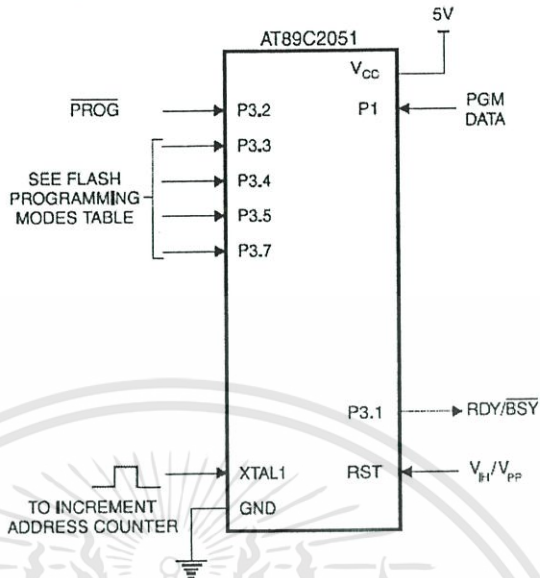 5V
AT89C2051
VCC
PROG
P3.2
P1
PGM
DATA
P3.3
SEE FLASH
PROGRAMMING
MODES TABLE
P3.4
P3.5
P3.7
P3.1
RDY/BSY
XTAL1
RST
VIH/VPP
TO INCREMENT
ADDRESS COUNTER
GND